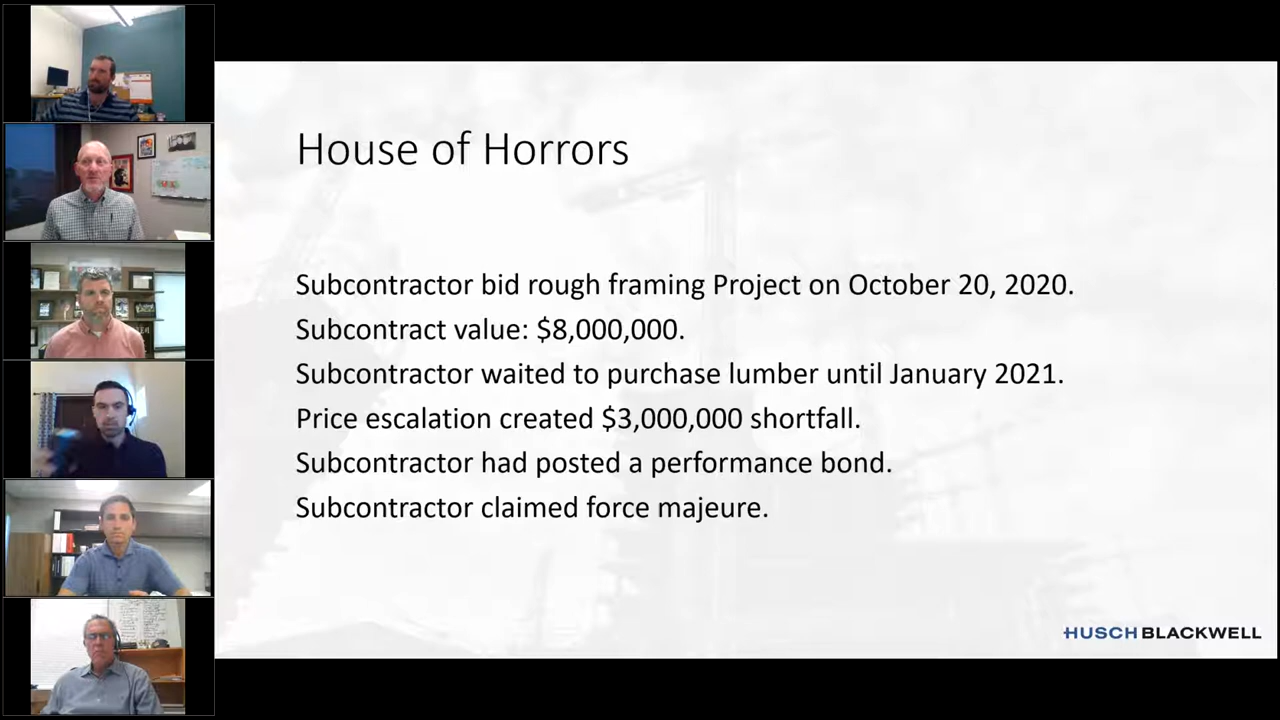 House of Horrors
Subcontractor bid rough framing Project on October 20, 2020.
Subcontract value: $8,000,000.
Subcontractor waited to purchase lumber until January 2021.
Price escalation created $3,000,000 shortfall.
Subcontractor had posted a performance bond.
Subcontractor claimed force majeure.
HUSCH BLACKWELL